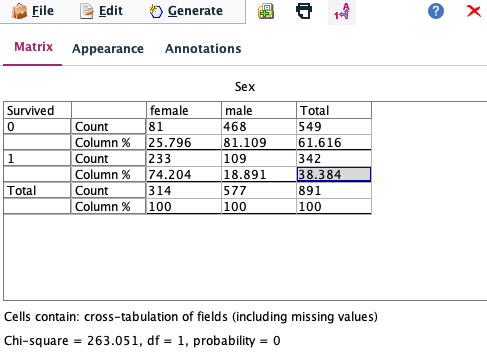 File Edit Generate
Matrix Appearance Annotations
Sex
Survived female male Total
0 Count 81 468 549
Column % 25.796 81.109 61.616
1 Count 233 109 342
Column % 74.204 18.891 38.384
Total Count 314 577 891
Column % 100 100 100
Cells contain: cross-tabulation of fields (including missing values)
Chi-square = 263.051, df = 1, probability = 0